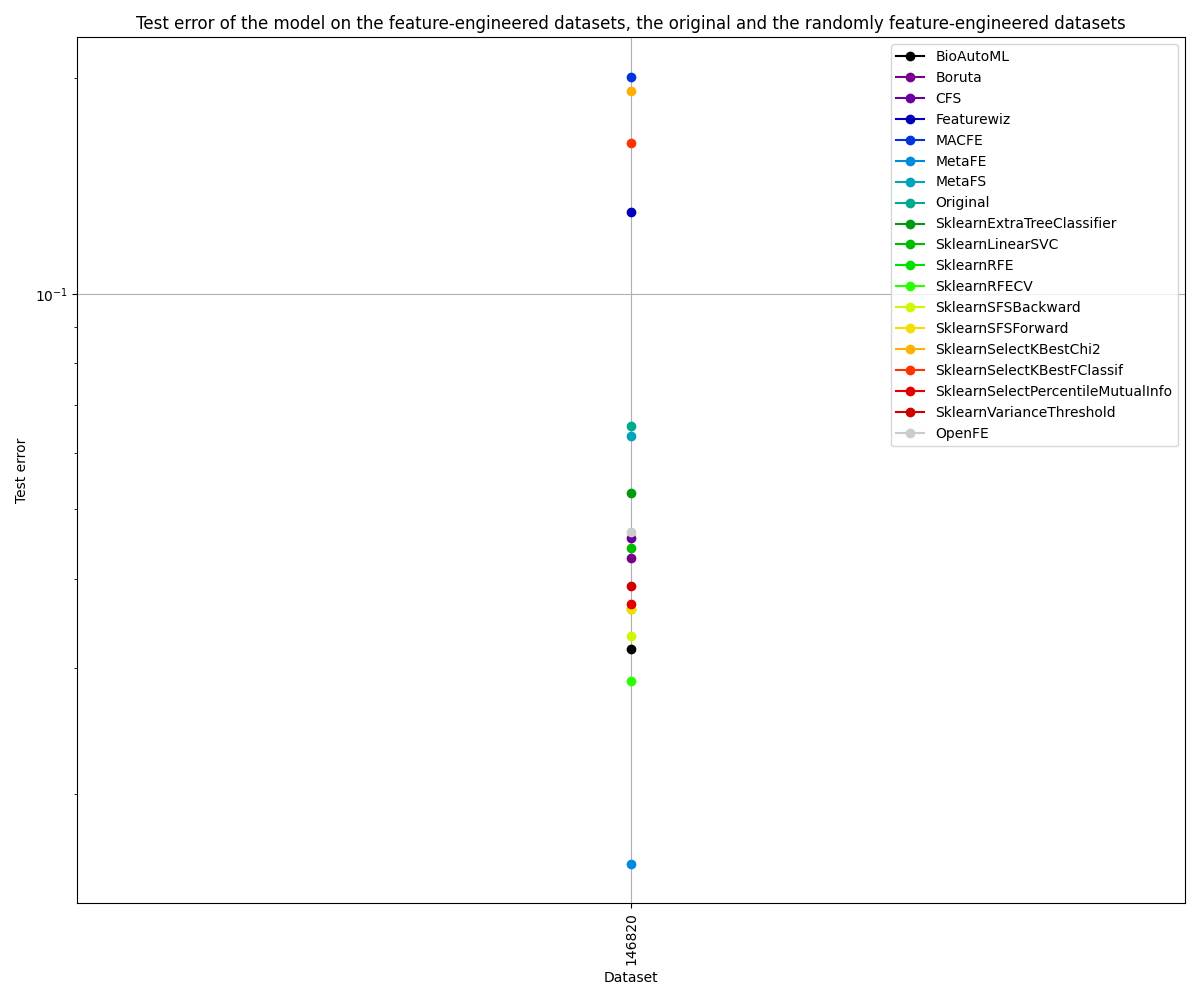 Test error of the model on the feature-engineered datasets, the original and the randomly feature-engineered datasets
BioAutoML
Boruta
CFS
Featurewiz
MACFE
MetaFE
MetaFS
Original
SklearnExtraTreeClassifier
SklearnLinearSVC
SklearnRFE
SklearnRFECV
SklearnSFSBackward
SklearnSFSForward
SklearnSelectKBestChi2
SklearnSelectKBestFClassif
SklearnSelectPercentileMutualInfo
SklearnVarianceThreshold
OpenFE
10⁻¹
Test error
146820
Dataset